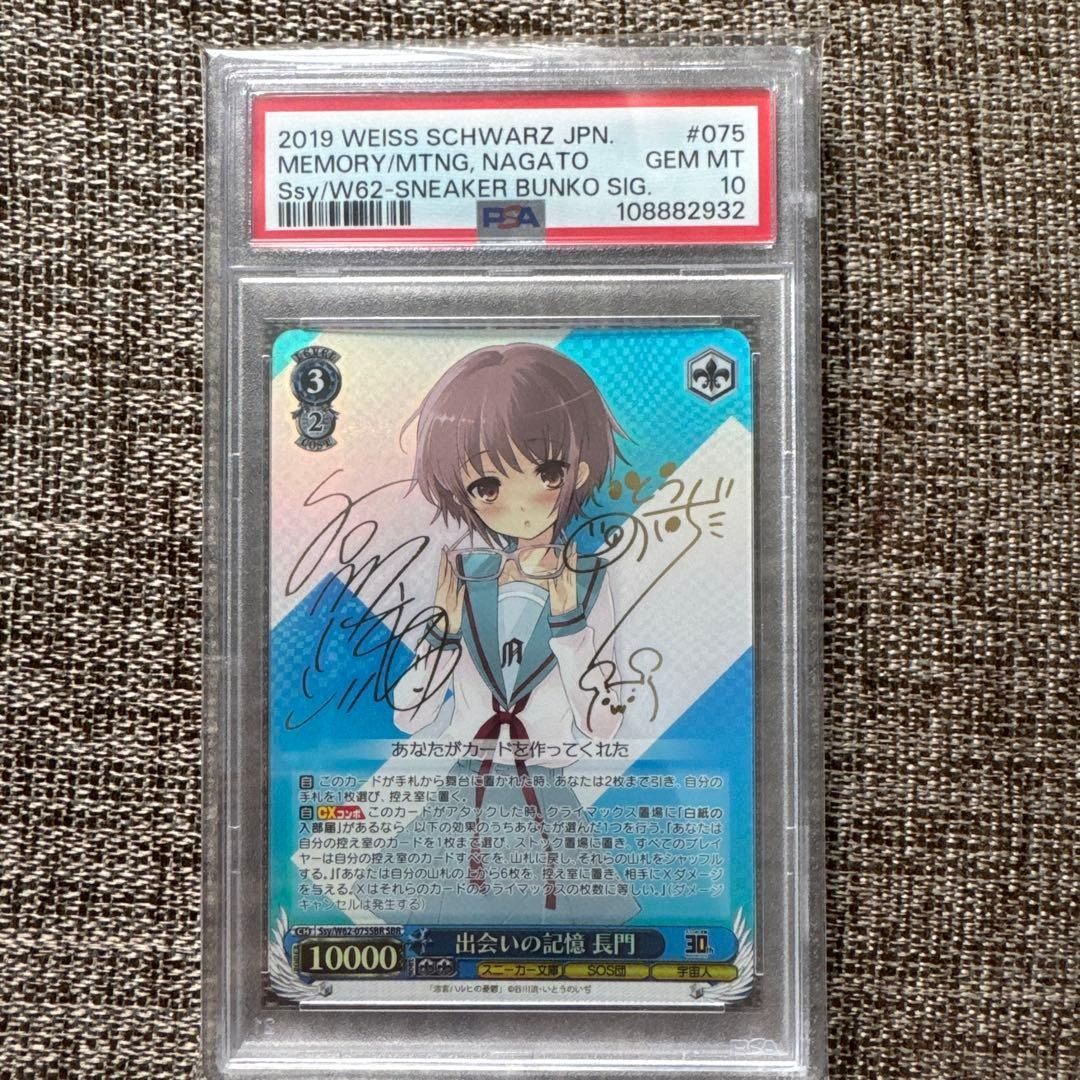 2019 WEISS SCHWARZ JPN. #075
MEMORY/MTNG, NAGATO GEM MT
Ssy/W62-SNEAKER BUNKO SIG. 10
PSA 108882932
LEVEL
3
2
COST
いとうのいぢ
あなたがカードを作ってくれた
自 このカードが手札から舞台に置かれた時、あなたは2枚まで引き、自分の
手札を1枚選び、控え室に置く。
自 CXコンボ このカードがアタックした時、クライマックス置場に「白紙の
入部届」があるなら、以下の効果のうちあなたが選んだ1つを行う。『あなたは
自分の控え室のカードを1枚まで選び、ストック置場に置き、すべてのプレイ
ヤーは自分の控え室のカードすべてを、山札に戻し、それらの山札をシャッフル
する。』『あなたは自分の山札の上から6枚を、控え室に置き、相手にXダメージ
を与える。Xはそれらのカードのクライマックスの枚数に等しい。』(ダメージ
キャンセルは発生する)
CH Ssy/W62-075SBR SBR
10000 出会いの記憶 長門 30th
スニーカー文庫 SOS団 宇宙人
「涼宮ハルヒの憂鬱」 ©谷川流・いとうのいぢ
PSA